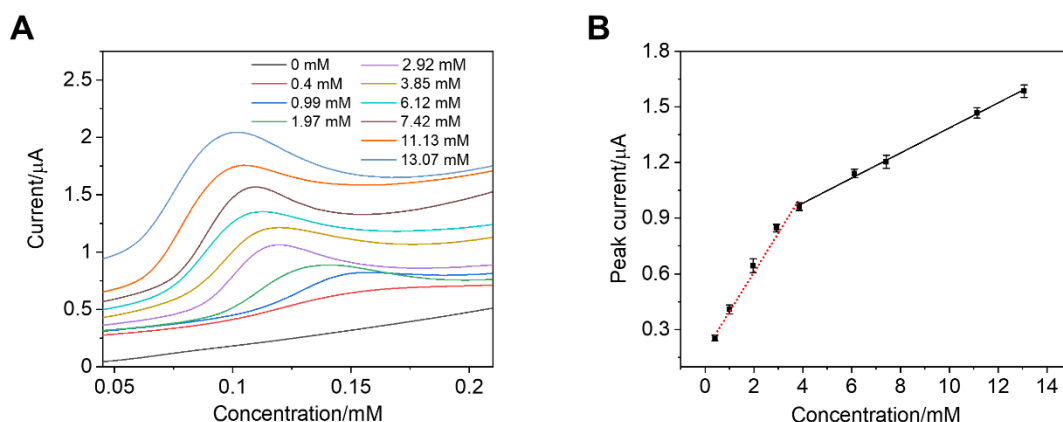 A
Current/μA
2.5
2
1.5
1
0.5
0
0.05
0.1
0.15
0.2
Concentration/mM
0 mM
0.4 mM
0.99 mM
1.97 mM
2.92 mM
3.85 mM
6.12 mM
7.42 mM
11.13 mM
13.07 mM
B
Peak current/μA
1.8
1.5
1.2
0.9
0.6
0.3
0 2 4 6 8 10 12 14
Concentration/mM